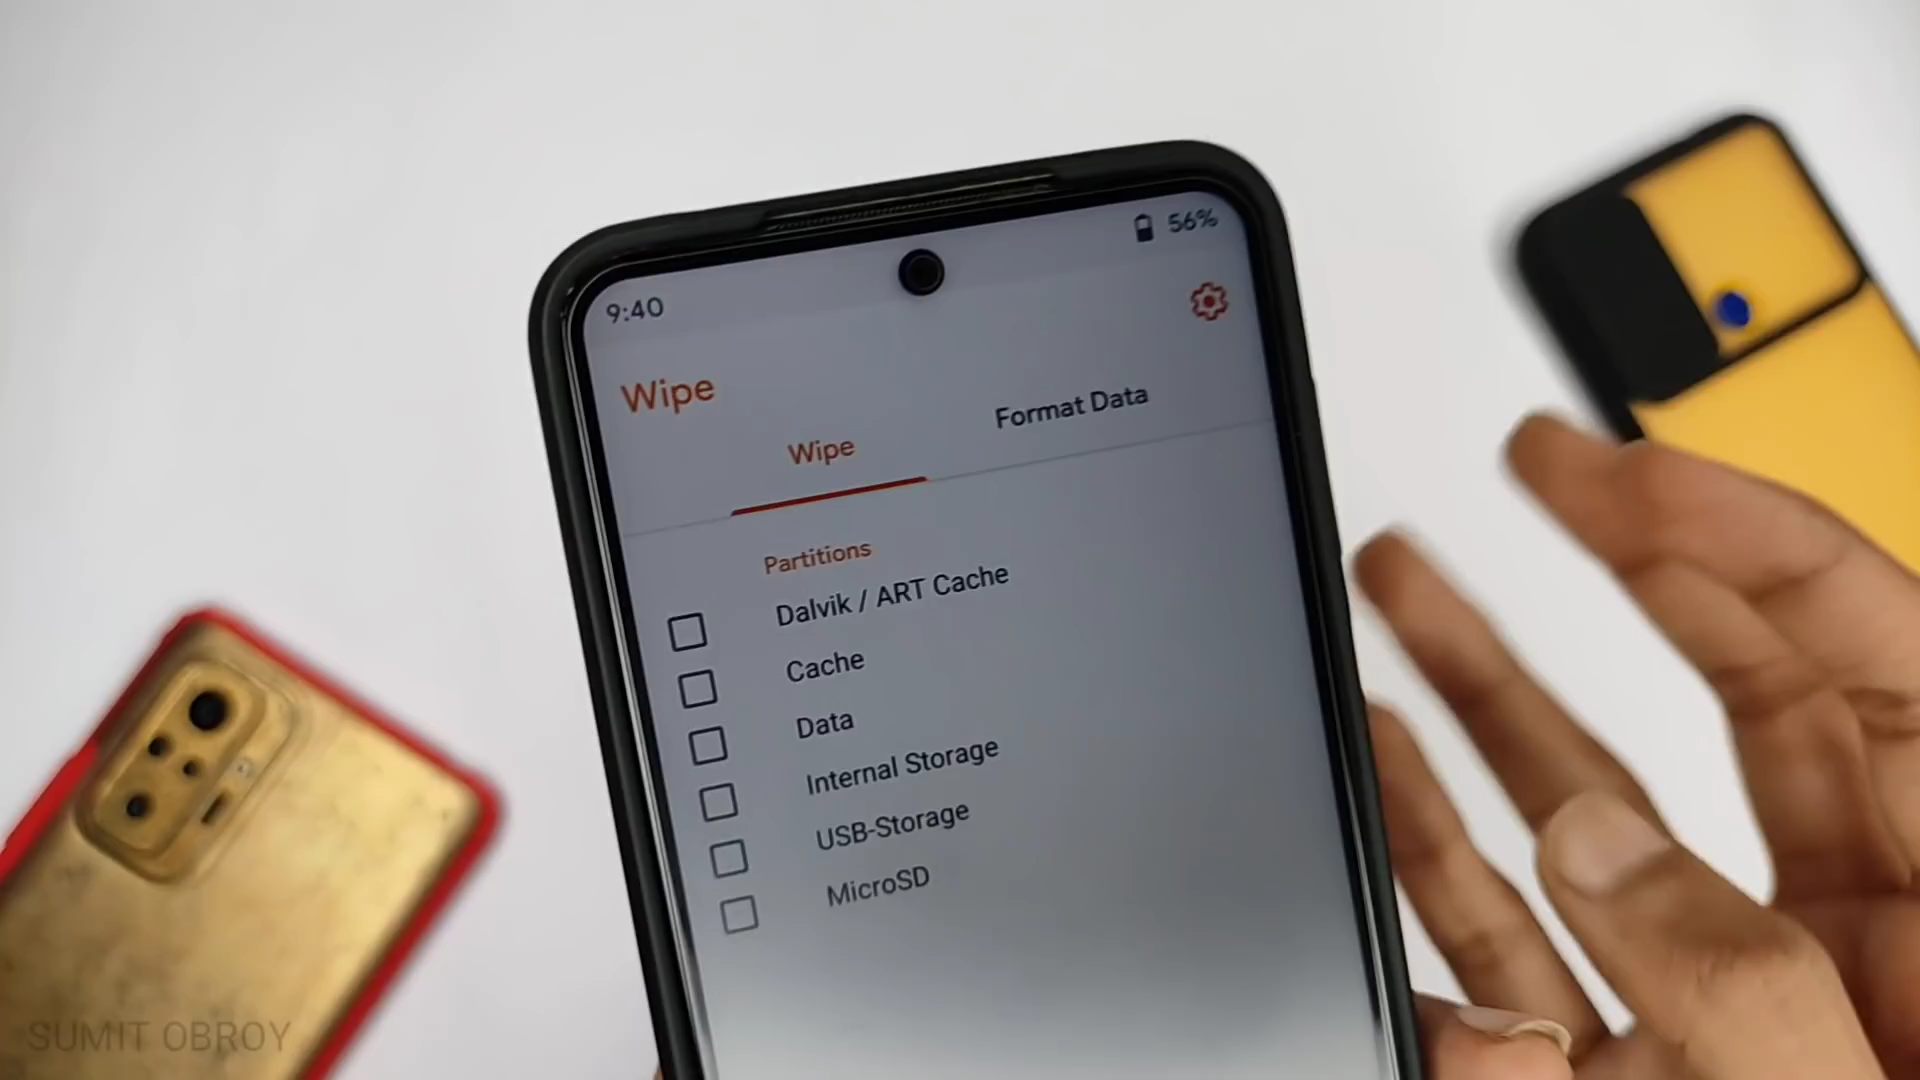 9:40
56%
Wipe
Wipe
Format Data
Partitions
Dalvik / ART Cache
Cache
Data
Internal Storage
USB-Storage
MicroSD
SUMIT OBROY